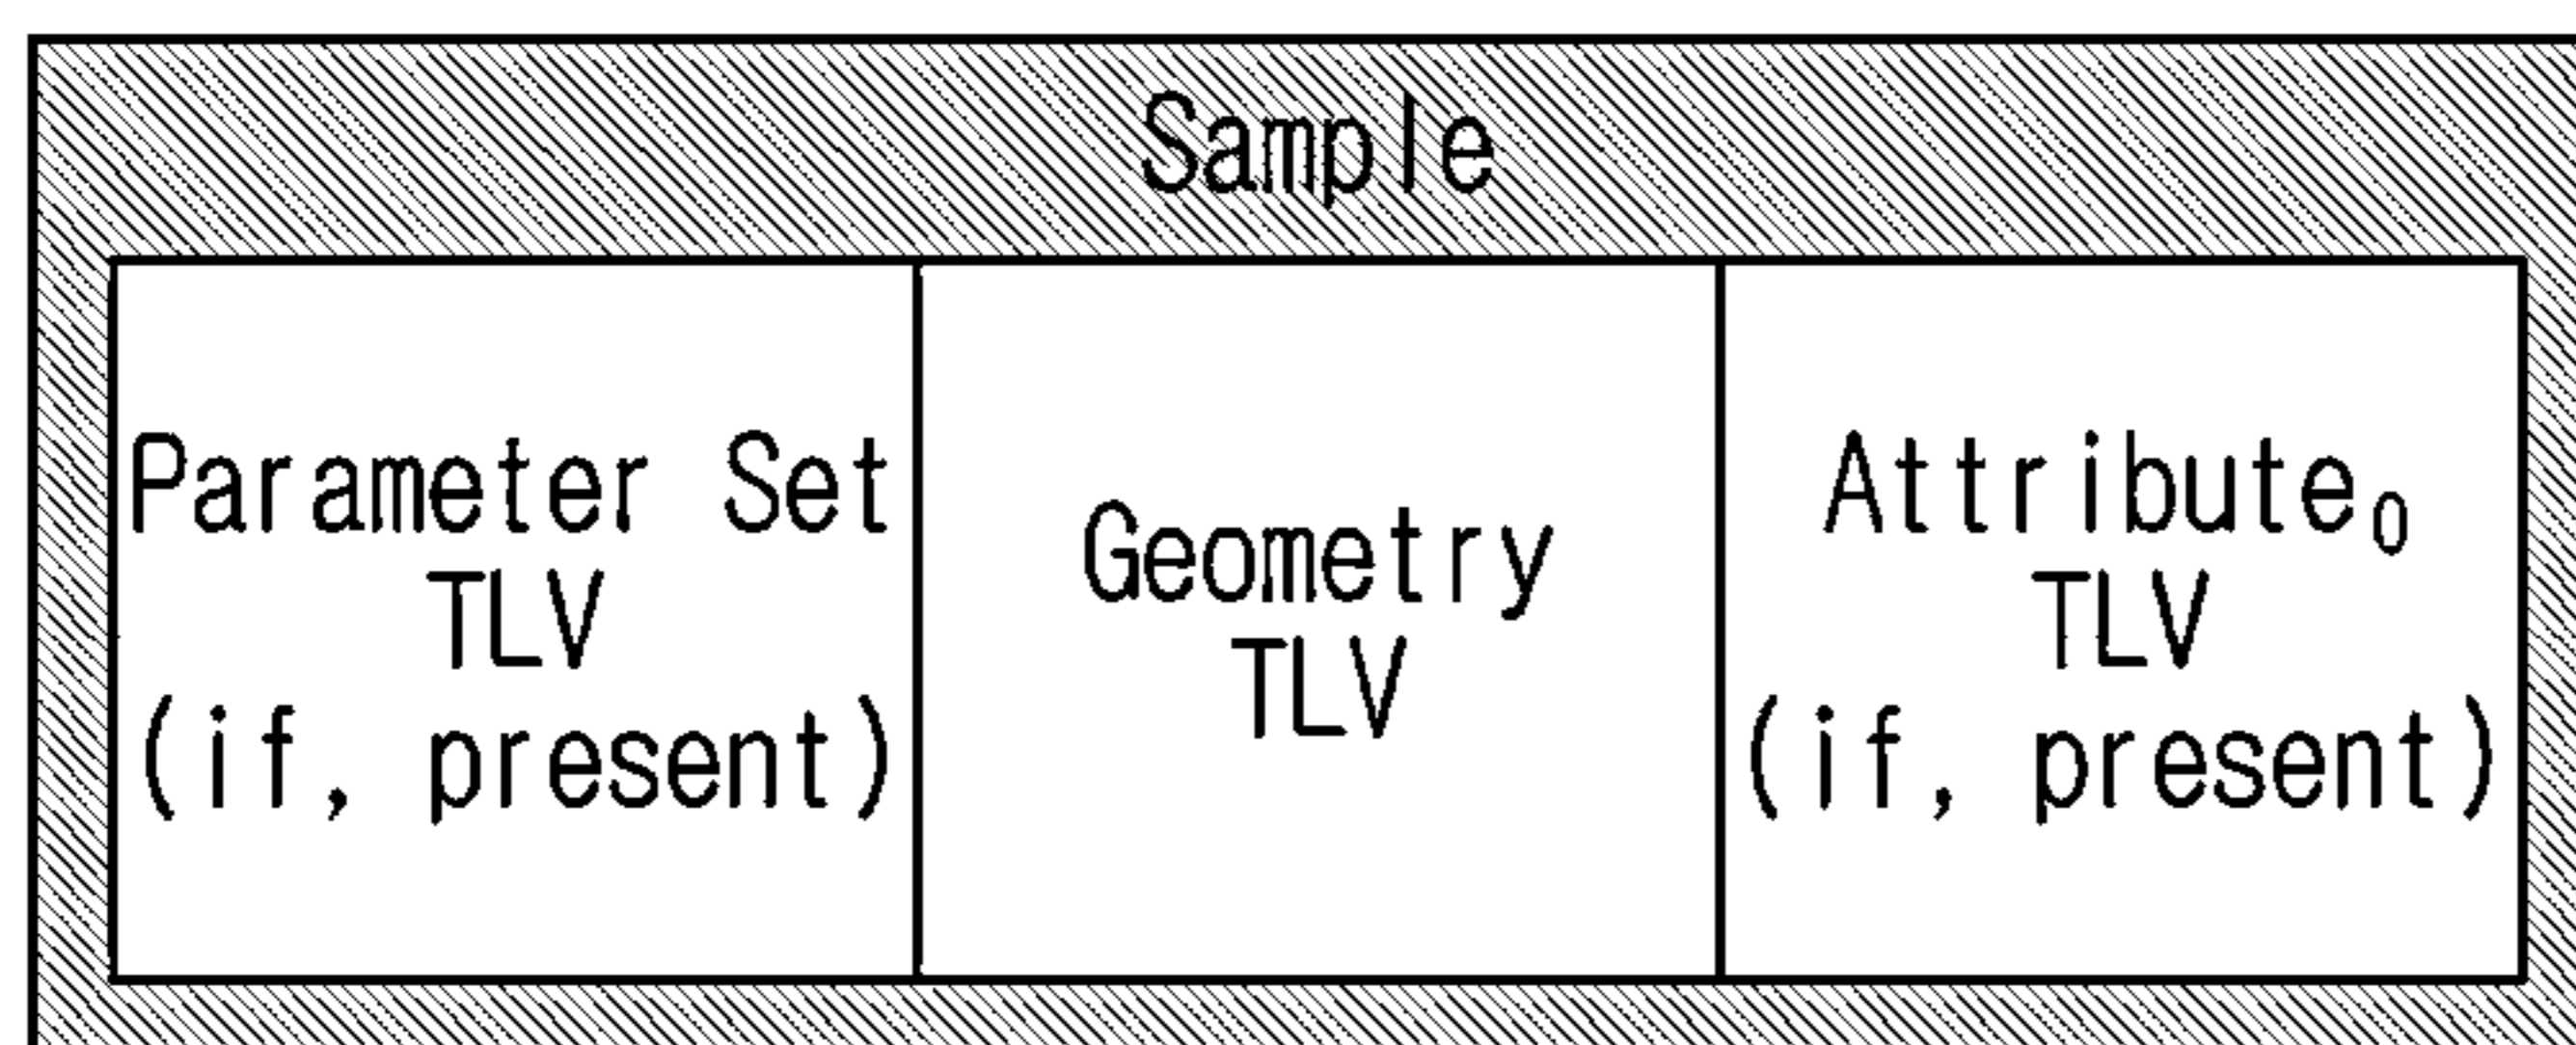 Sample
Parameter Set
TLV
(if, present)
Geometry
TLV
Attribute₀
TLV
(if, present)